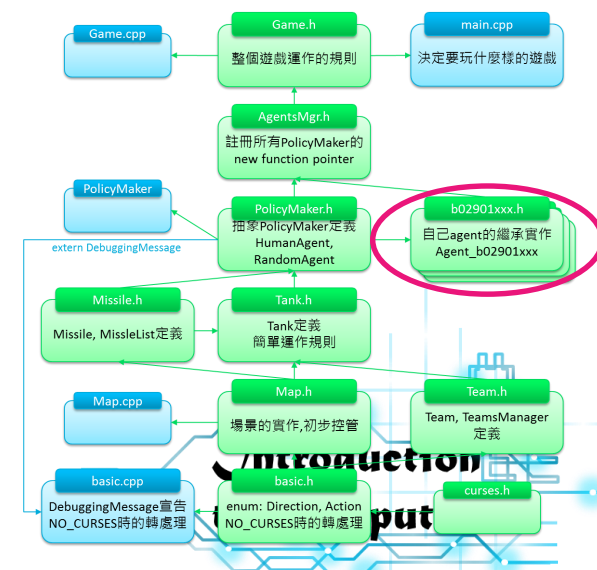 Game.cpp
Game.h
整個遊戲運作的規則
main.cpp
決定要玩什麼樣的遊戲
AgentsMgr.h
註冊所有PolicyMaker的
new function pointer
PolicyMaker
extern DebuggingMessage
PolicyMaker.h
抽象PolicyMaker定義
HumanAgent,
RandomAgent
b02901xxx.h
自己agent的繼承實作
Agent_b02901xxx
Missile.h
Missile, MissleList定義
Tank.h
Tank定義
簡單運作規則
Map.cpp
Map.h
場景的實作,初步控管
Team.h
Team, TeamsManager
定義
Introduction
basic.cpp
DebuggingMessage宣告
NO_CURSES時的轉處理
basic.h
enum: Direction, Action
NO_CURSES時的轉處理
curses.h